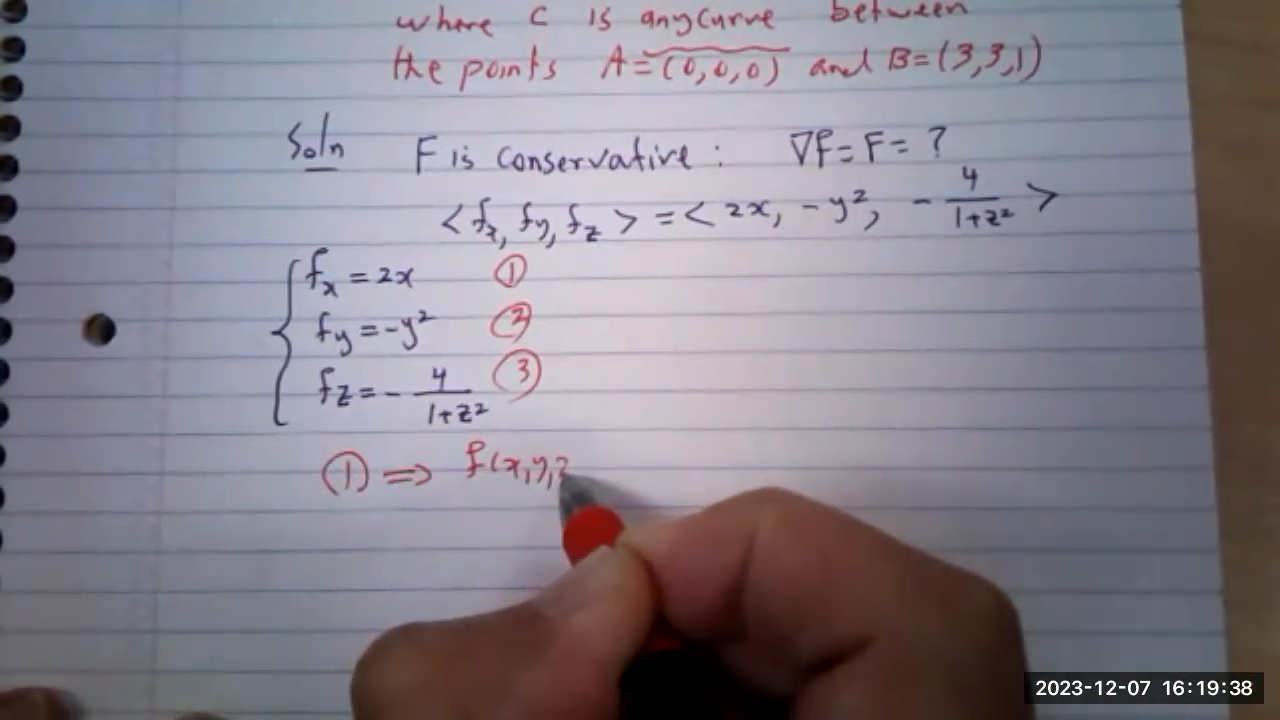 where C is any curve between
the points A=(0,0,0) and B=(3,3,1)
Soln F is conservative: ∇f=F=?
<fx, fy, fz> = <2x, -y², -4/(1+z²)>
fx = 2x ①
fy = -y² ②
fz = -4/(1+z²) ③
① ⇒ f(x,y,z
2023-12-07 16:19:38